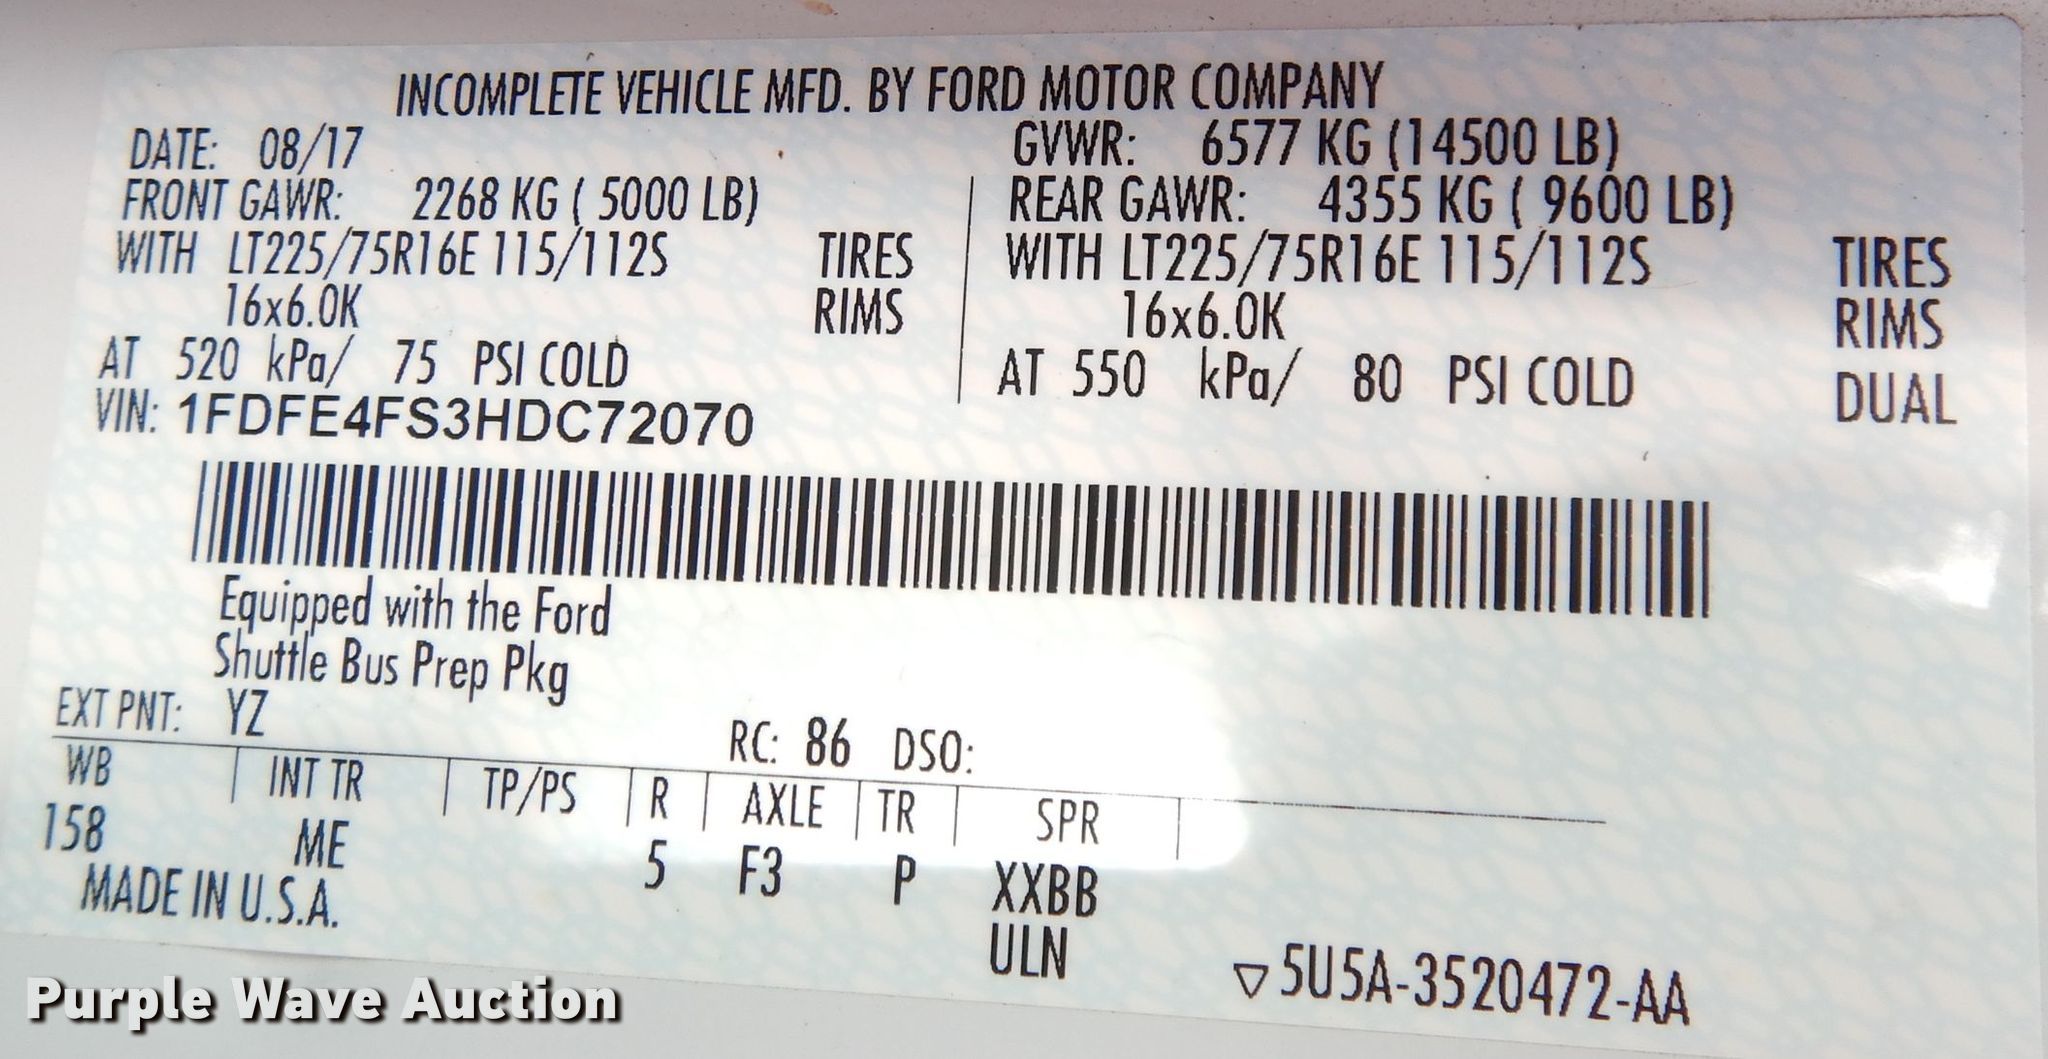 INCOMPLETE VEHICLE MFD. BY FORD MOTOR COMPANY
DATE: 08/17 GVWR: 6577 KG (14500 LB)
FRONT GAWR: 2268 KG ( 5000 LB) REAR GAWR: 4355 KG ( 9600 LB)
WITH LT225/75R16E 115/112S TIRES WITH LT225/75R16E 115/112S TIRES
16x6.0K RIMS 16x6.0K RIMS
AT 520 kPa/ 75 PSI COLD AT 550 kPa/ 80 PSI COLD DUAL
VIN: 1FDFE4FS3HDC72070
Equipped with the Ford
Shuttle Bus Prep Pkg
EXT PNT: YZ RC: 86 DSO:
WB INT TR TP/PS R AXLE TR SPR
158 ME 5 F3 P XXBB
MADE IN U.S.A. ULN
▽5U5A-3520472-AA
Purple Wave Auction